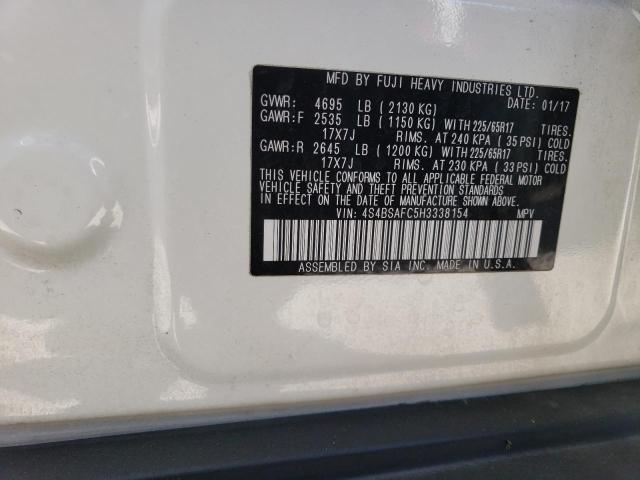 MFD BY FUJI HEAVY INDUSTRIES LTD.
GVWR: 4695 LB ( 2130 KG) DATE: 01/17
GAWR:F 2535 LB ( 1150 KG) WITH 225/65R17 TIRES.
17X7J RIMS. AT 240 KPA ( 35 PSI) COLD
GAWR:R 2645 LB ( 1200 KG) WITH 225/65R17 TIRES.
17X7J RIMS. AT 230 KPA ( 33 PSI) COLD
THIS VEHICLE CONFORMS TO ALL APPLICABLE FEDERAL MOTOR
VEHICLE SAFETY AND THEFT PREVENTION STANDARDS
IN EFFECT ON THE DATE OF MANUFACTURE SHOWN ABOVE.
VIN: 4S4BSAFC5H3338154 MPV
ASSEMBLED BY SIA INC. MADE IN U.S.A.